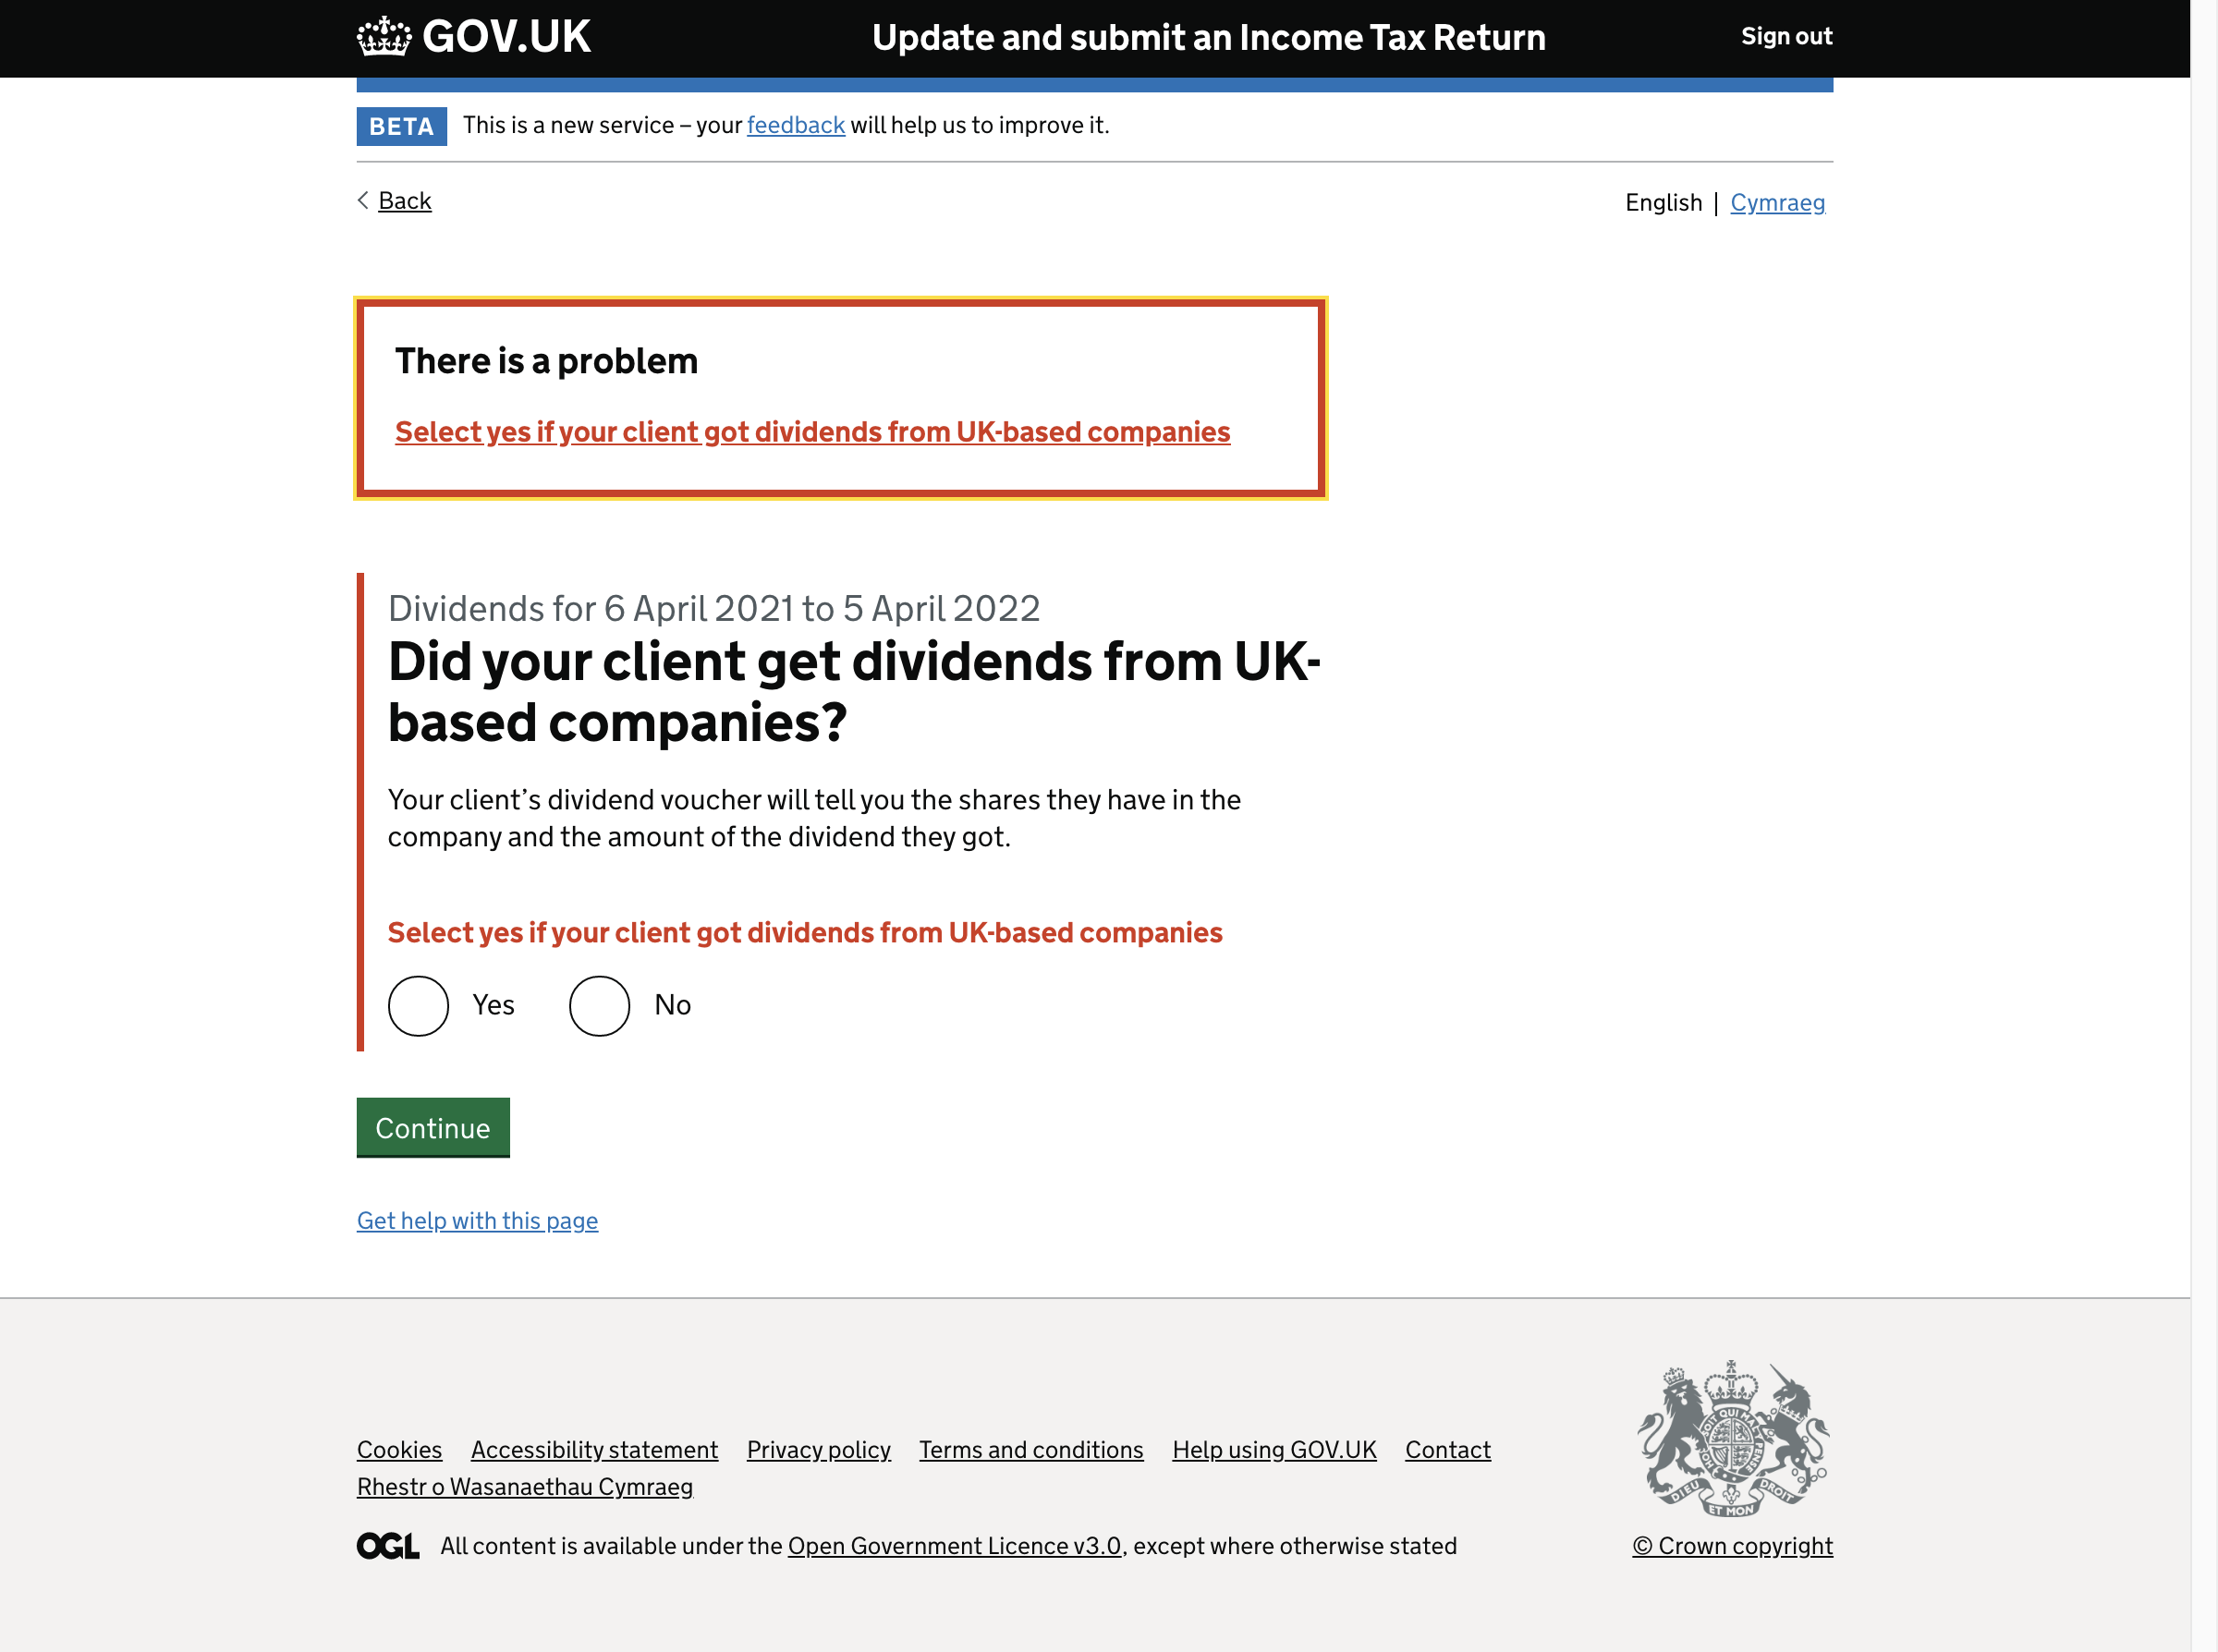 GOV.UK
Update and submit an Income Tax Return
Sign out
BETA
This is a new service – your feedback will help us to improve it.
Back
English | Cymraeg
There is a problem
Select yes if your client got dividends from UK-based companies
Dividends for 6 April 2021 to 5 April 2022
Did your client get dividends from UK-
based companies?
Your client’s dividend voucher will tell you the shares they have in the
company and the amount of the dividend they got.
Select yes if your client got dividends from UK-based companies
Yes
No
Continue
Get help with this page
Cookies Accessibility statement Privacy policy Terms and conditions Help using GOV.UK Contact
Rhestr o Wasanaethau Cymraeg
DIEU ET MON DROIT
OGL All content is available under the Open Government Licence v3.0, except where otherwise stated
© Crown copyright